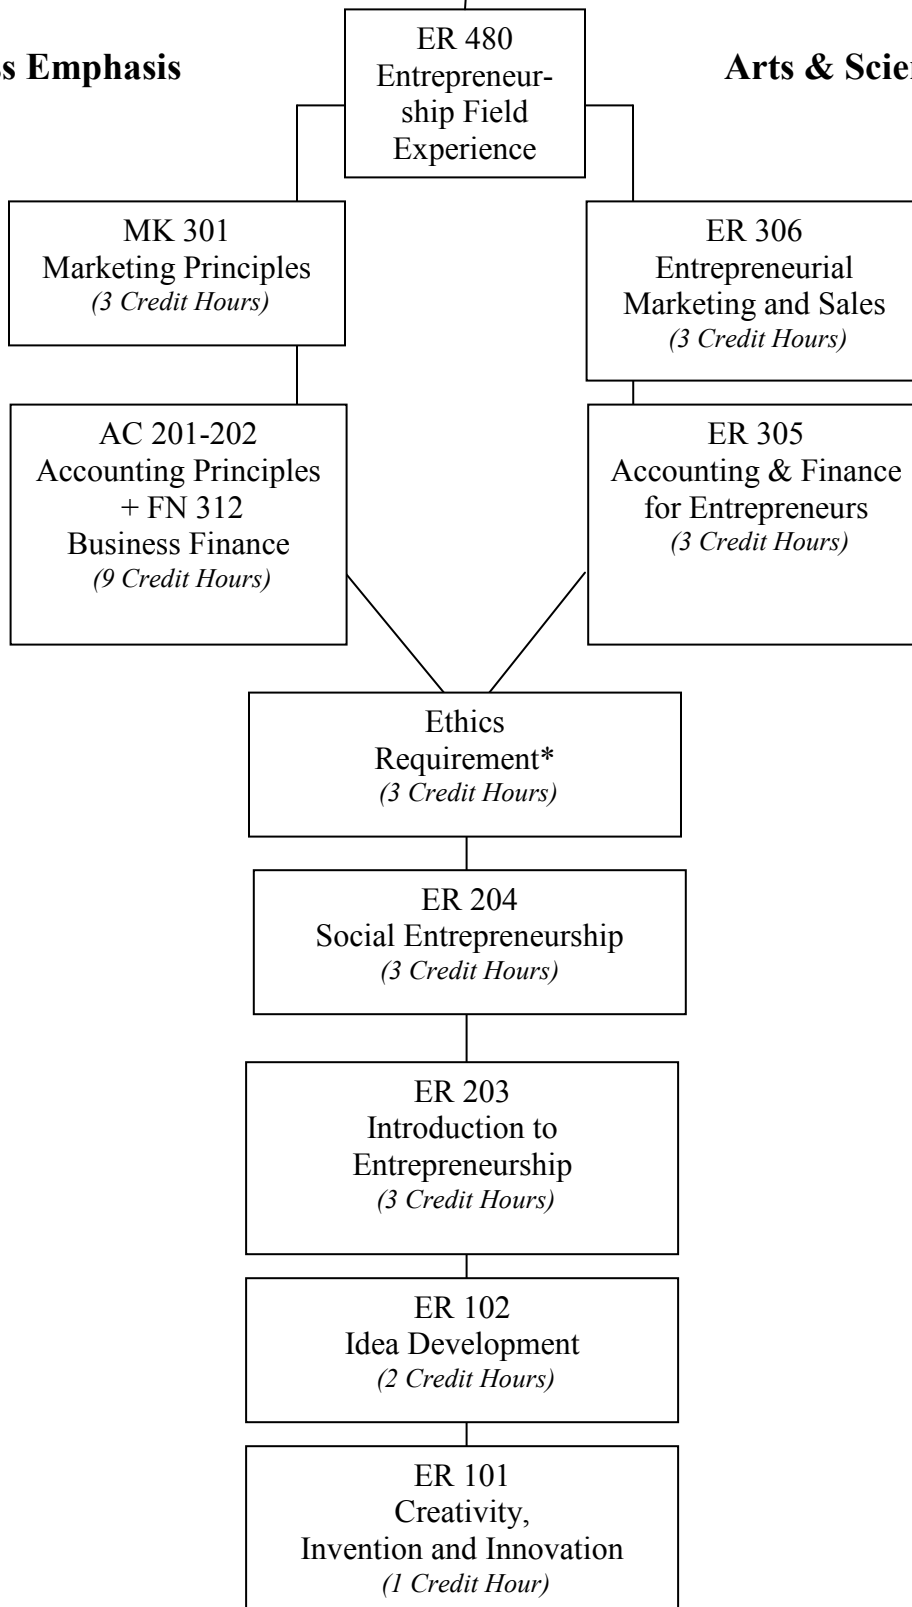 ER 480
Entrepreneur-
ship Field
Experience
s Emphasis
Arts & Scie
MK 301
Marketing Principles
(3 Credit Hours)
ER 306
Entrepreneurial
Marketing and Sales
(3 Credit Hours)
AC 201-202
Accounting Principles
+ FN 312
Business Finance
(9 Credit Hours)
ER 305
Accounting & Finance
for Entrepreneurs
(3 Credit Hours)
Ethics
Requirement*
(3 Credit Hours)
ER 204
Social Entrepreneurship
(3 Credit Hours)
ER 203
Introduction to
Entrepreneurship
(3 Credit Hours)
ER 102
Idea Development
(2 Credit Hours)
ER 101
Creativity,
Invention and Innovation
(1 Credit Hour)